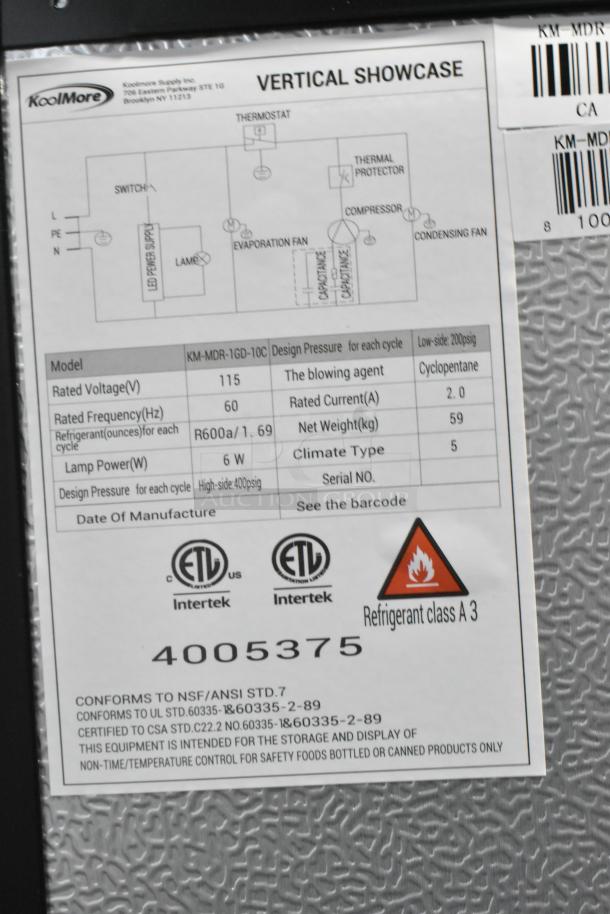 KoolMore
Koolmore Supply Inc.
706 Eastern Parkway STE 1G
Brooklyn NY 11213
VERTICAL SHOWCASE
KM-MDR-
CA
KM-MD
8 100
THERMOSTAT
THERMAL
PROTECTOR
SWITCH
COMPRESSOR
L
PE
N
LED POWER SUPPLY
LAMP
EVAPORATION FAN
CAPACITANCE
CAPACITANCE
CONDENSING FAN
Model KM-MDR-1GD-10C Design Pressure for each cycle Low-side: 200psig
Rated Voltage(V) 115 The blowing agent Cyclopentane
Rated Frequency(Hz) 60 Rated Current(A) 2.0
Refrigerant(ounces)for each
cycle R600a/1.69 Net Weight(kg) 59
Lamp Power(W) 6 W Climate Type 5
Design Pressure for each cycle High-side:400psig Serial NO.
Date Of Manufacture See the barcode
AUCTION GROUP
C ETL LISTED US
Intertek
ETL SANITATION LISTED
Intertek
Refrigerant class A 3
4005375
CONFORMS TO NSF/ANSI STD.7
CONFORMS TO UL STD.60335-1&60335-2-89
CERTIFIED TO CSA STD.C22.2 NO.60335-1&60335-2-89
THIS EQUIPMENT IS INTENDED FOR THE STORAGE AND DISPLAY OF
NON-TIME/TEMPERATURE CONTROL FOR SAFETY FOODS BOTTLED OR CANNED PRODUCTS ONLY